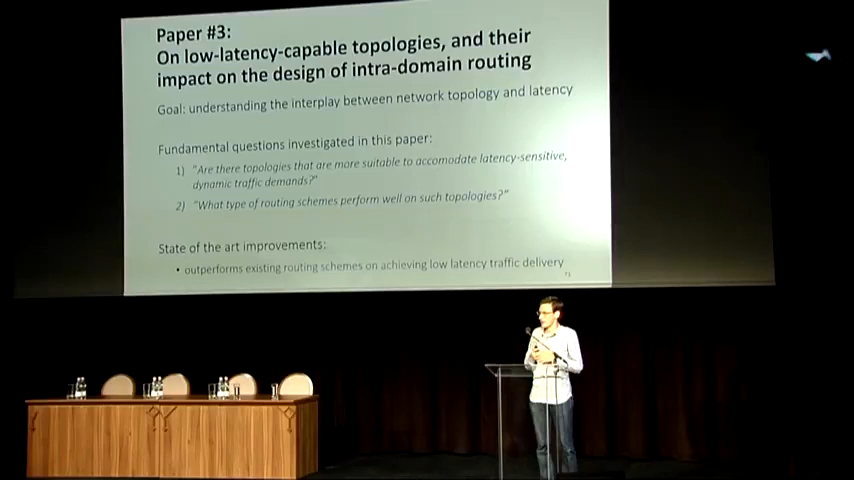 Paper #3:
On low-latency-capable topologies, and their
impact on the design of intra-domain routing
Goal: understanding the interplay between network topology and latency
Fundamental questions investigated in this paper:
1) "Are there topologies that are more suitable to accomodate latency-sensitive,
dynamic traffic demands?"
2) "What type of routing schemes perform well on such topologies?"
State of the art improvements:
• outperforms existing routing schemes on achieving low latency traffic delivery